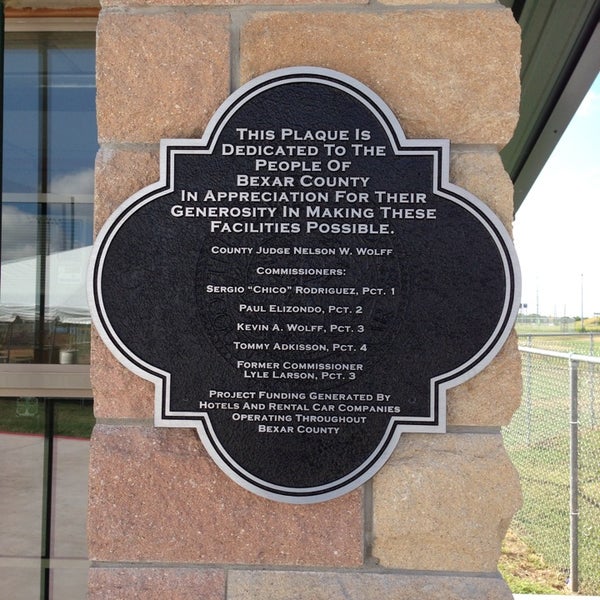 THIS PLAQUE IS
DEDICATED TO THE
PEOPLE OF
BEXAR COUNTY
IN APPRECIATION FOR THEIR
GENEROSITY IN MAKING THESE
FACILITIES POSSIBLE.
COUNTY JUDGE NELSON W. WOLFF
COMMISSIONERS:
SERGIO "CHICO" RODRIGUEZ, PCT. 1
PAUL ELIZONDO, PCT. 2
KEVIN A. WOLFF, PCT. 3
TOMMY ADKISSON, PCT. 4
FORMER COMMISSIONER
LYLE LARSON, PCT. 3
PROJECT FUNDING GENERATED BY
HOTELS AND RENTAL CAR COMPANIES
OPERATING THROUGHOUT
BEXAR COUNTY